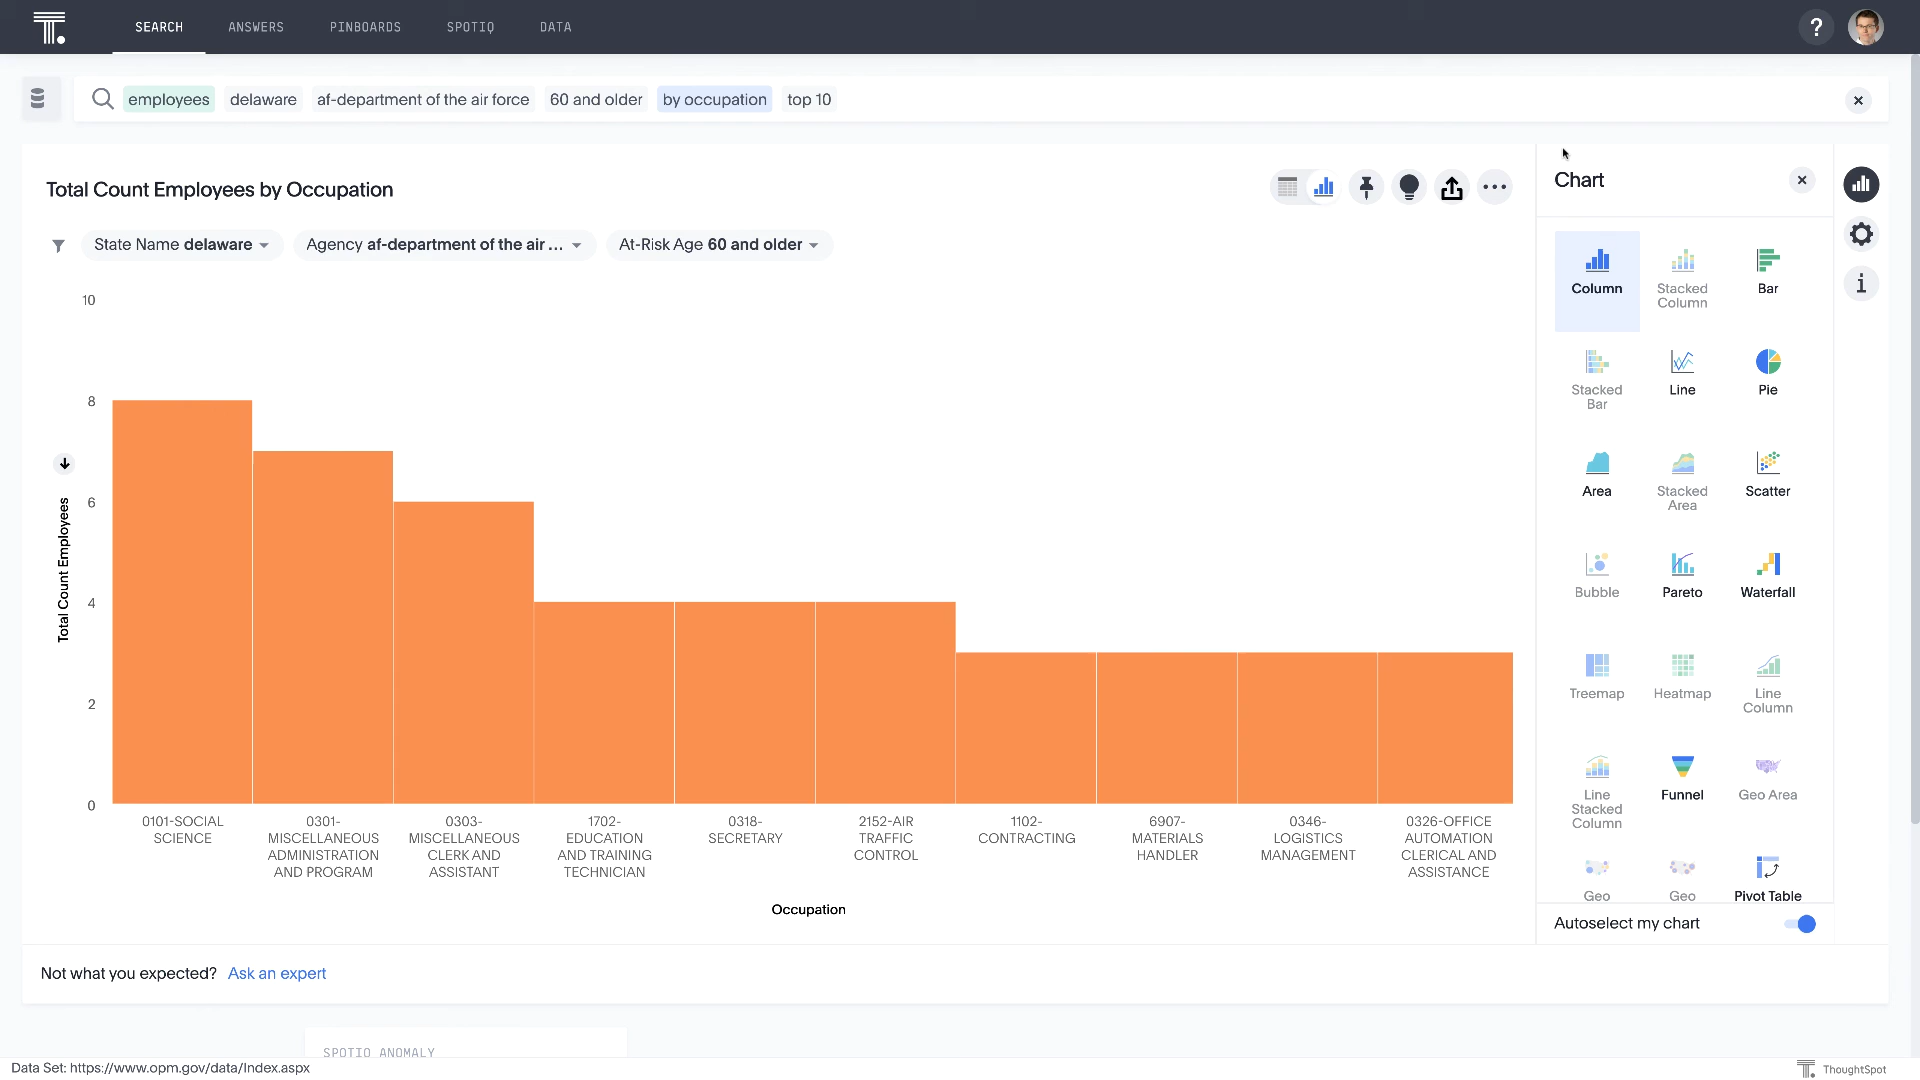 T.
SEARCH
ANSWERS
PINBOARDS
SPOTIQ
DATA
?
employees delaware af-department of the air force 60 and older by occupation top 10
Total Count Employees by Occupation
State Name delaware
Agency af-department of the air ...
At-Risk Age 60 and older
10
8
6
4
2
0
Total Count Employees
0101-SOCIAL
SCIENCE
0301-
MISCELLANEOUS
ADMINISTRATION
AND PROGRAM
0303-
MISCELLANEOUS
CLERK AND
ASSISTANT
1702-
EDUCATION
AND TRAINING
TECHNICIAN
0318-
SECRETARY
2152-AIR
TRAFFIC
CONTROL
1102-
CONTRACTING
6907-
MATERIALS
HANDLER
0346-
LOGISTICS
MANAGEMENT
0326-OFFICE
AUTOMATION
CLERICAL AND
ASSISTANCE
Occupation
Chart
Column
Stacked
Column
Bar
Stacked
Bar
Line
Pie
Area
Stacked
Area
Scatter
Bubble
Pareto
Waterfall
Treemap
Heatmap
Line
Column
Line
Stacked
Column
Funnel
Geo Area
Geo
Geo
Pivot Table
Autoselect my chart
i
Not what you expected? Ask an expert
SPOTIQ ANOMALY
Data Set: https://www.opm.gov/data/Index.aspx
T. ThoughtSpot